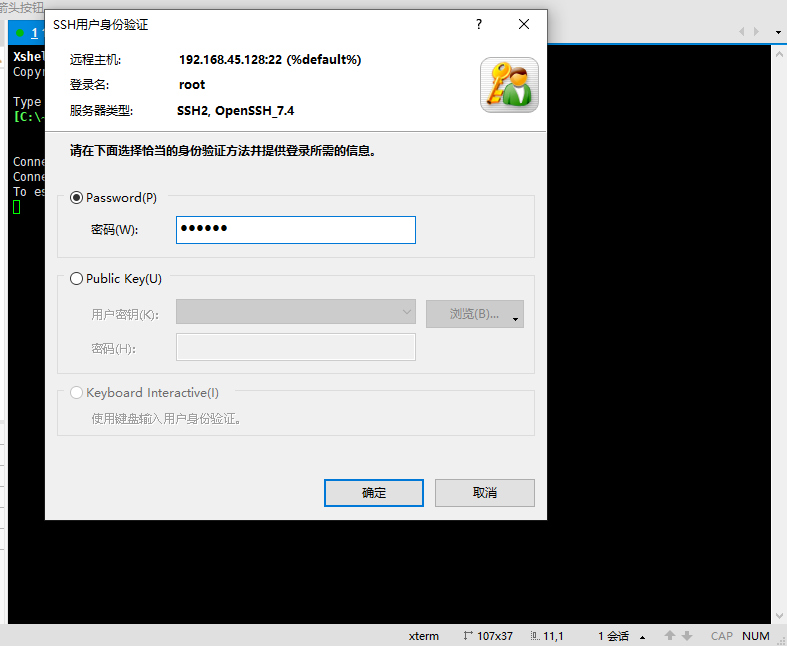 箭头按钮
SSH用户身份验证
?
1
远程主机: 192.168.45.128:22 (%default%)
登录名: root
服务器类型: SSH2, OpenSSH_7.4
请在下面选择恰当的身份验证方法并提供登录所需的信息。
Password(P)
密码(W): ●●●●●●
Public Key(U)
用户密钥(K): 浏览(B)...
密码(H):
Keyboard Interactive(I)
使用键盘输入用户身份验证。
确定 取消
Xshel
Copyr
Type
[C:\~
Conne
Conne
To es
xterm 107x37 11,1 1 会话 CAP NUM